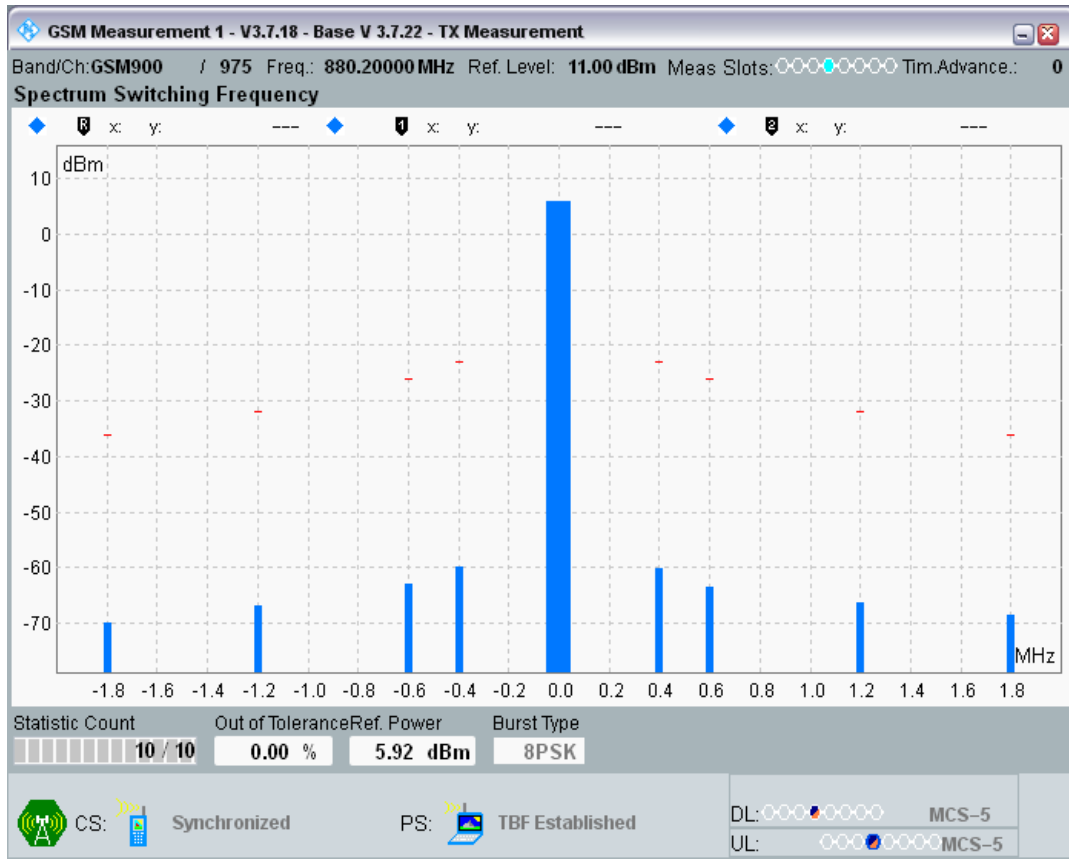 GSM Measurement 1 - V3.7.18 - Base V 3.7.22 - TX Measurement
Band/Ch:GSM900 / 975 Freq.: 880.20000 MHz Ref. Level: 11.00 dBm Meas Slots: Tim.Advance.: 0
Spectrum Switching Frequency
R x: y: --- 1 x: y: --- 2 x: y: ---
dBm
10
0
-10
-20
-30
-40
-50
-60
-70
MHz
-1.8 -1.6 -1.4 -1.2 -1.0 -0.8 -0.6 -0.4 -0.2 0.0 0.2 0.4 0.6 0.8 1.0 1.2 1.4 1.6 1.8
Statistic Count Out of Tolerance Ref. Power Burst Type
10 / 10 0.00 % 5.92 dBm 8PSK
CS: Synchronized PS: TBF Established
DL: MCS-5
UL: MCS-5